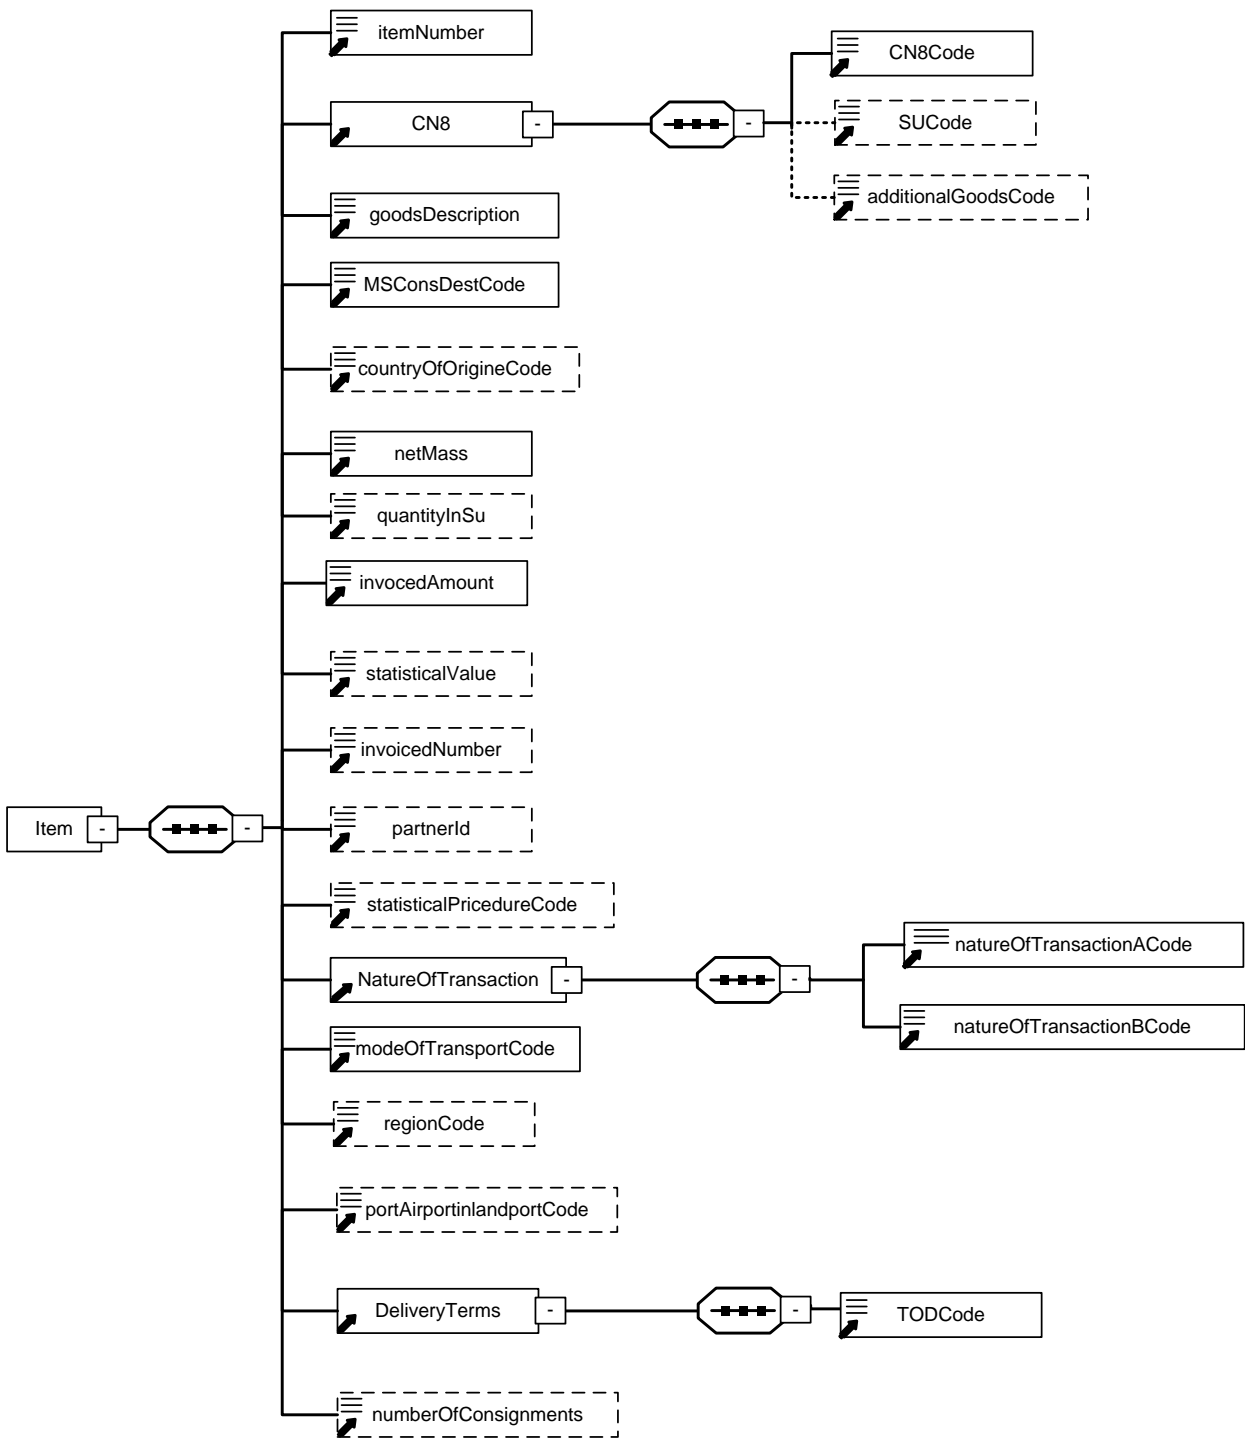 itemNumber
CN8
-
-
CN8Code
SUCode
additionalGoodsCode
goodsDescription
MSConsDestCode
countryOfOrigineCode
netMass
quantityInSu
invocedAmount
statisticalValue
invoicedNumber
Item
-
-
partnerId
statisticalPricedureCode
NatureOfTransaction
-
-
natureOfTransactionACode
natureOfTransactionBCode
modeOfTransportCode
regionCode
portAirportinlandportCode
DeliveryTerms
-
-
TODCode
numberOfConsignments